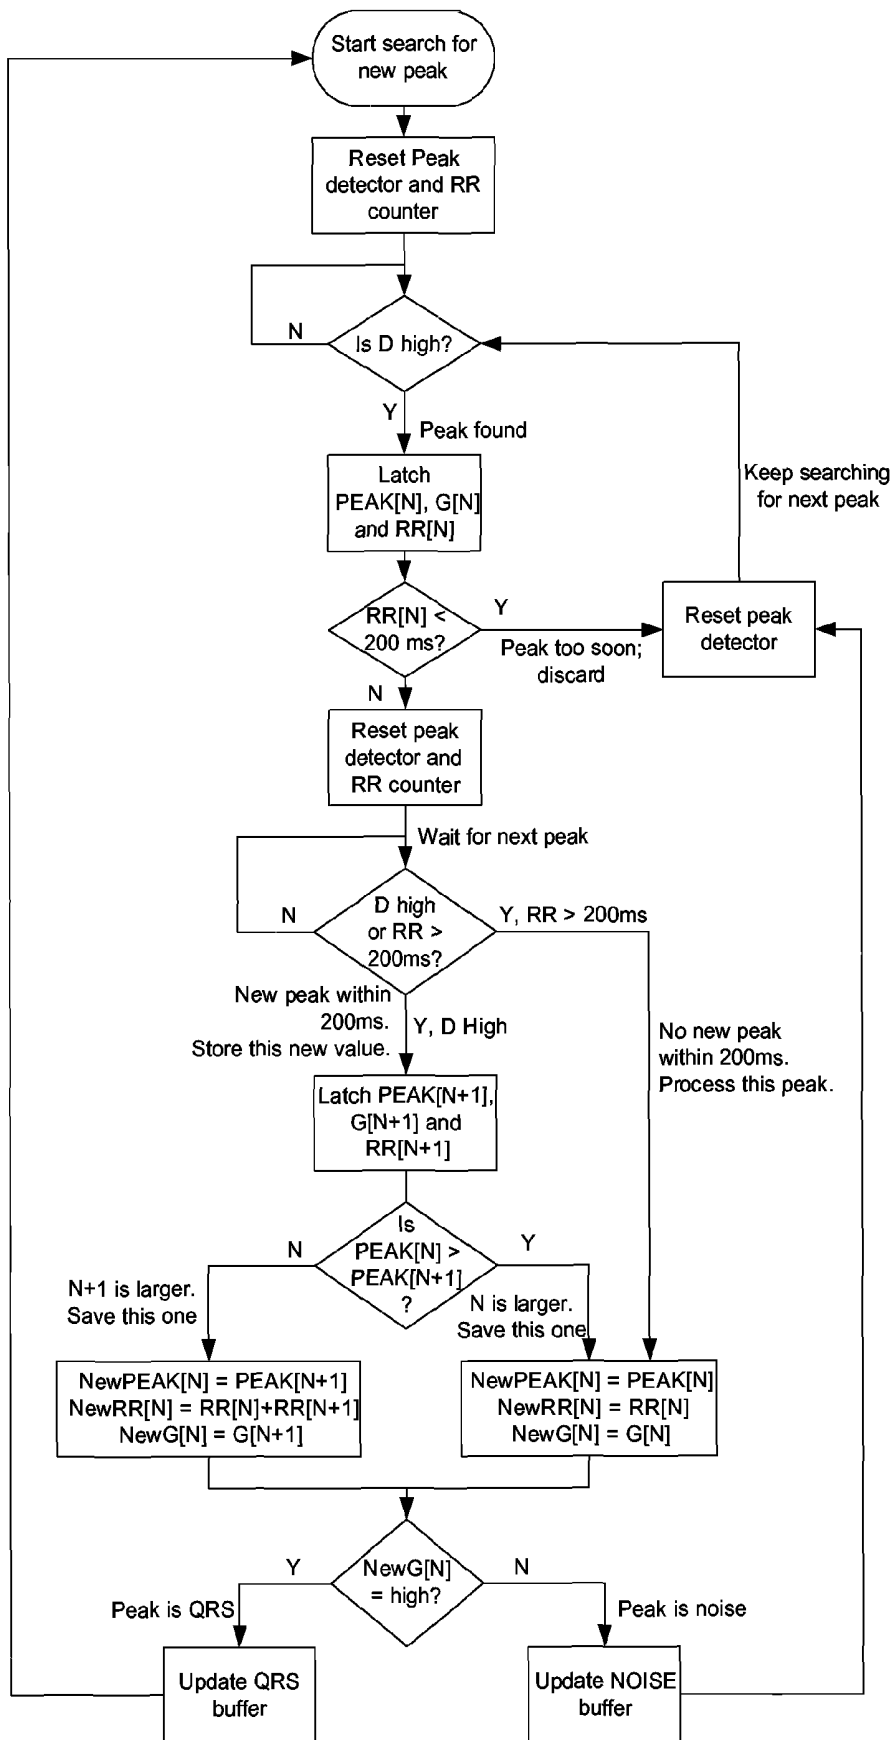 Start search for
new peak
Reset Peak
detector and RR
counter
N
Is D high?
Y
Peak found
Keep searching
for next peak
Latch
PEAK[N], G[N]
and RR[N]
RR[N] <
200 ms?
Y
Peak too soon;
discard
Reset peak
detector
N
Reset peak
detector and
RR counter
Wait for next peak
N
D high
or RR >
200ms?
Y, RR > 200ms
New peak within
200ms.
Store this new value.
Y, D High
No new peak
within 200ms.
Process this peak.
Latch PEAK[N+1],
G[N+1] and
RR[N+1]
Is
PEAK[N] >
PEAK[N+1]
?
N
Y
N+1 is larger.
Save this one
N is larger.
Save this one
NewPEAK[N] = PEAK[N+1]
NewRR[N] = RR[N]+RR[N+1]
NewG[N] = G[N+1]
NewPEAK[N] = PEAK[N]
NewRR[N] = RR[N]
NewG[N] = G[N]
Y
NewG[N]
= high?
N
Peak is QRS
Peak is noise
Update QRS
buffer
Update NOISE
buffer